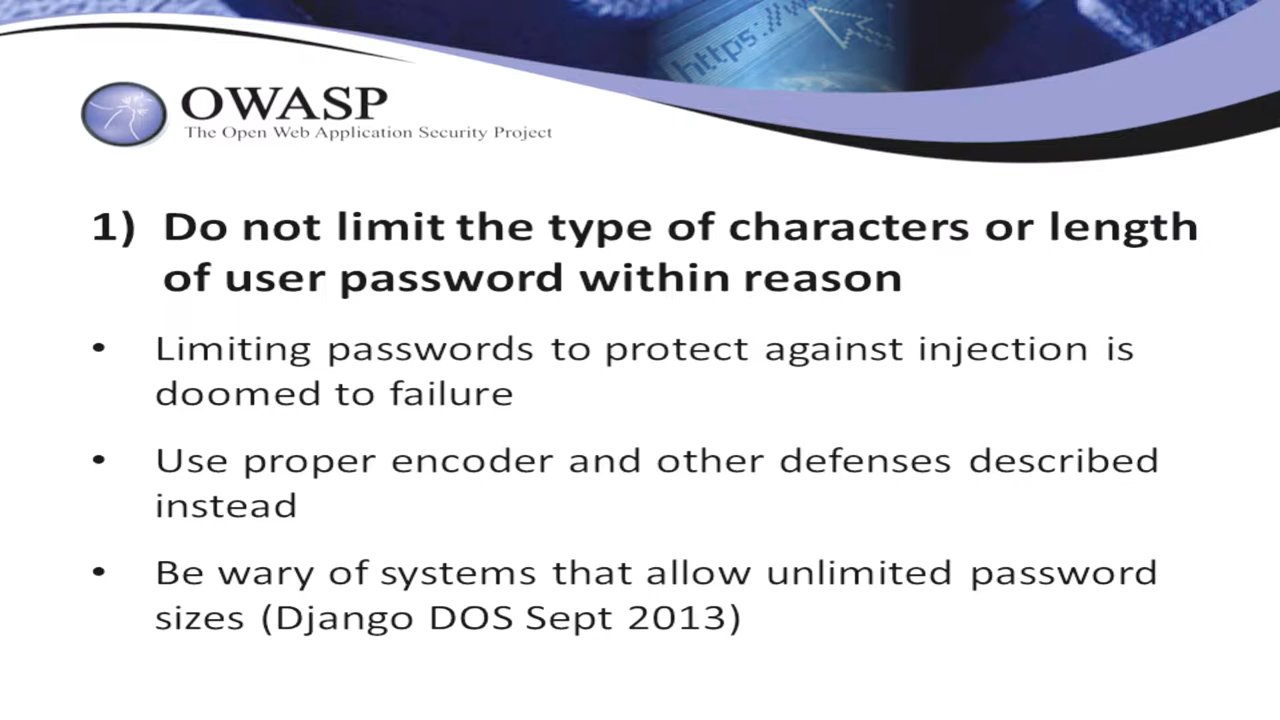 https://w
OWASP
The Open Web Application Security Project
1) Do not limit the type of characters or length
of user password within reason
• Limiting passwords to protect against injection is
doomed to failure
• Use proper encoder and other defenses described
instead
• Be wary of systems that allow unlimited password
sizes (Django DOS Sept 2013)